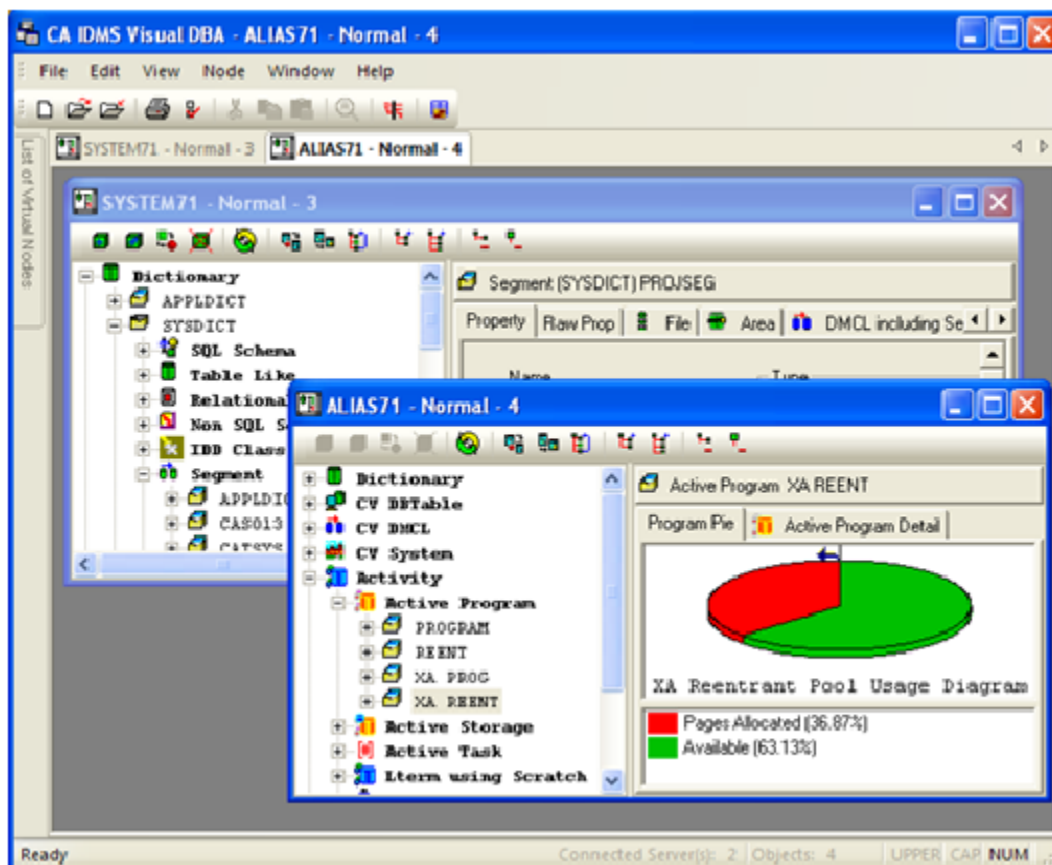 CA IDMS Visual DBA - ALIAS71 - Normal - 4
File Edit View Node Window Help
List of Virtual Nodes:
SYSTEM71 - Normal - 3 ALIAS71 - Normal - 4
SYSTEM71 - Normal - 3
Dictionary
APPLDICT
SYSDICT
SQL Schema
Table Like
Relational
Non SQL S
IDD Class
Segment
APPLDIC
CAS013
CATSYS
Segment (SYSDICT) PROJSEG
Property Raw Prop File Area DMCL including Se
Name Type
ALIAS71 - Normal - 4
Dictionary
CV DBTable
CV DMCL
CV System
Activity
Active Program
PROGRAM
REENT
XA PROG
XA REENT
Active Storage
Active Task
Lterm using Scratch
Active Program XA REENT
Program Pie Active Program Detail
XA Reentrant Pool Usage Diagram
Pages Allocated (36.87%)
Available (63.13%)
Ready Connected Server(s): 2 Objects: 4 UPPER CAP NUM